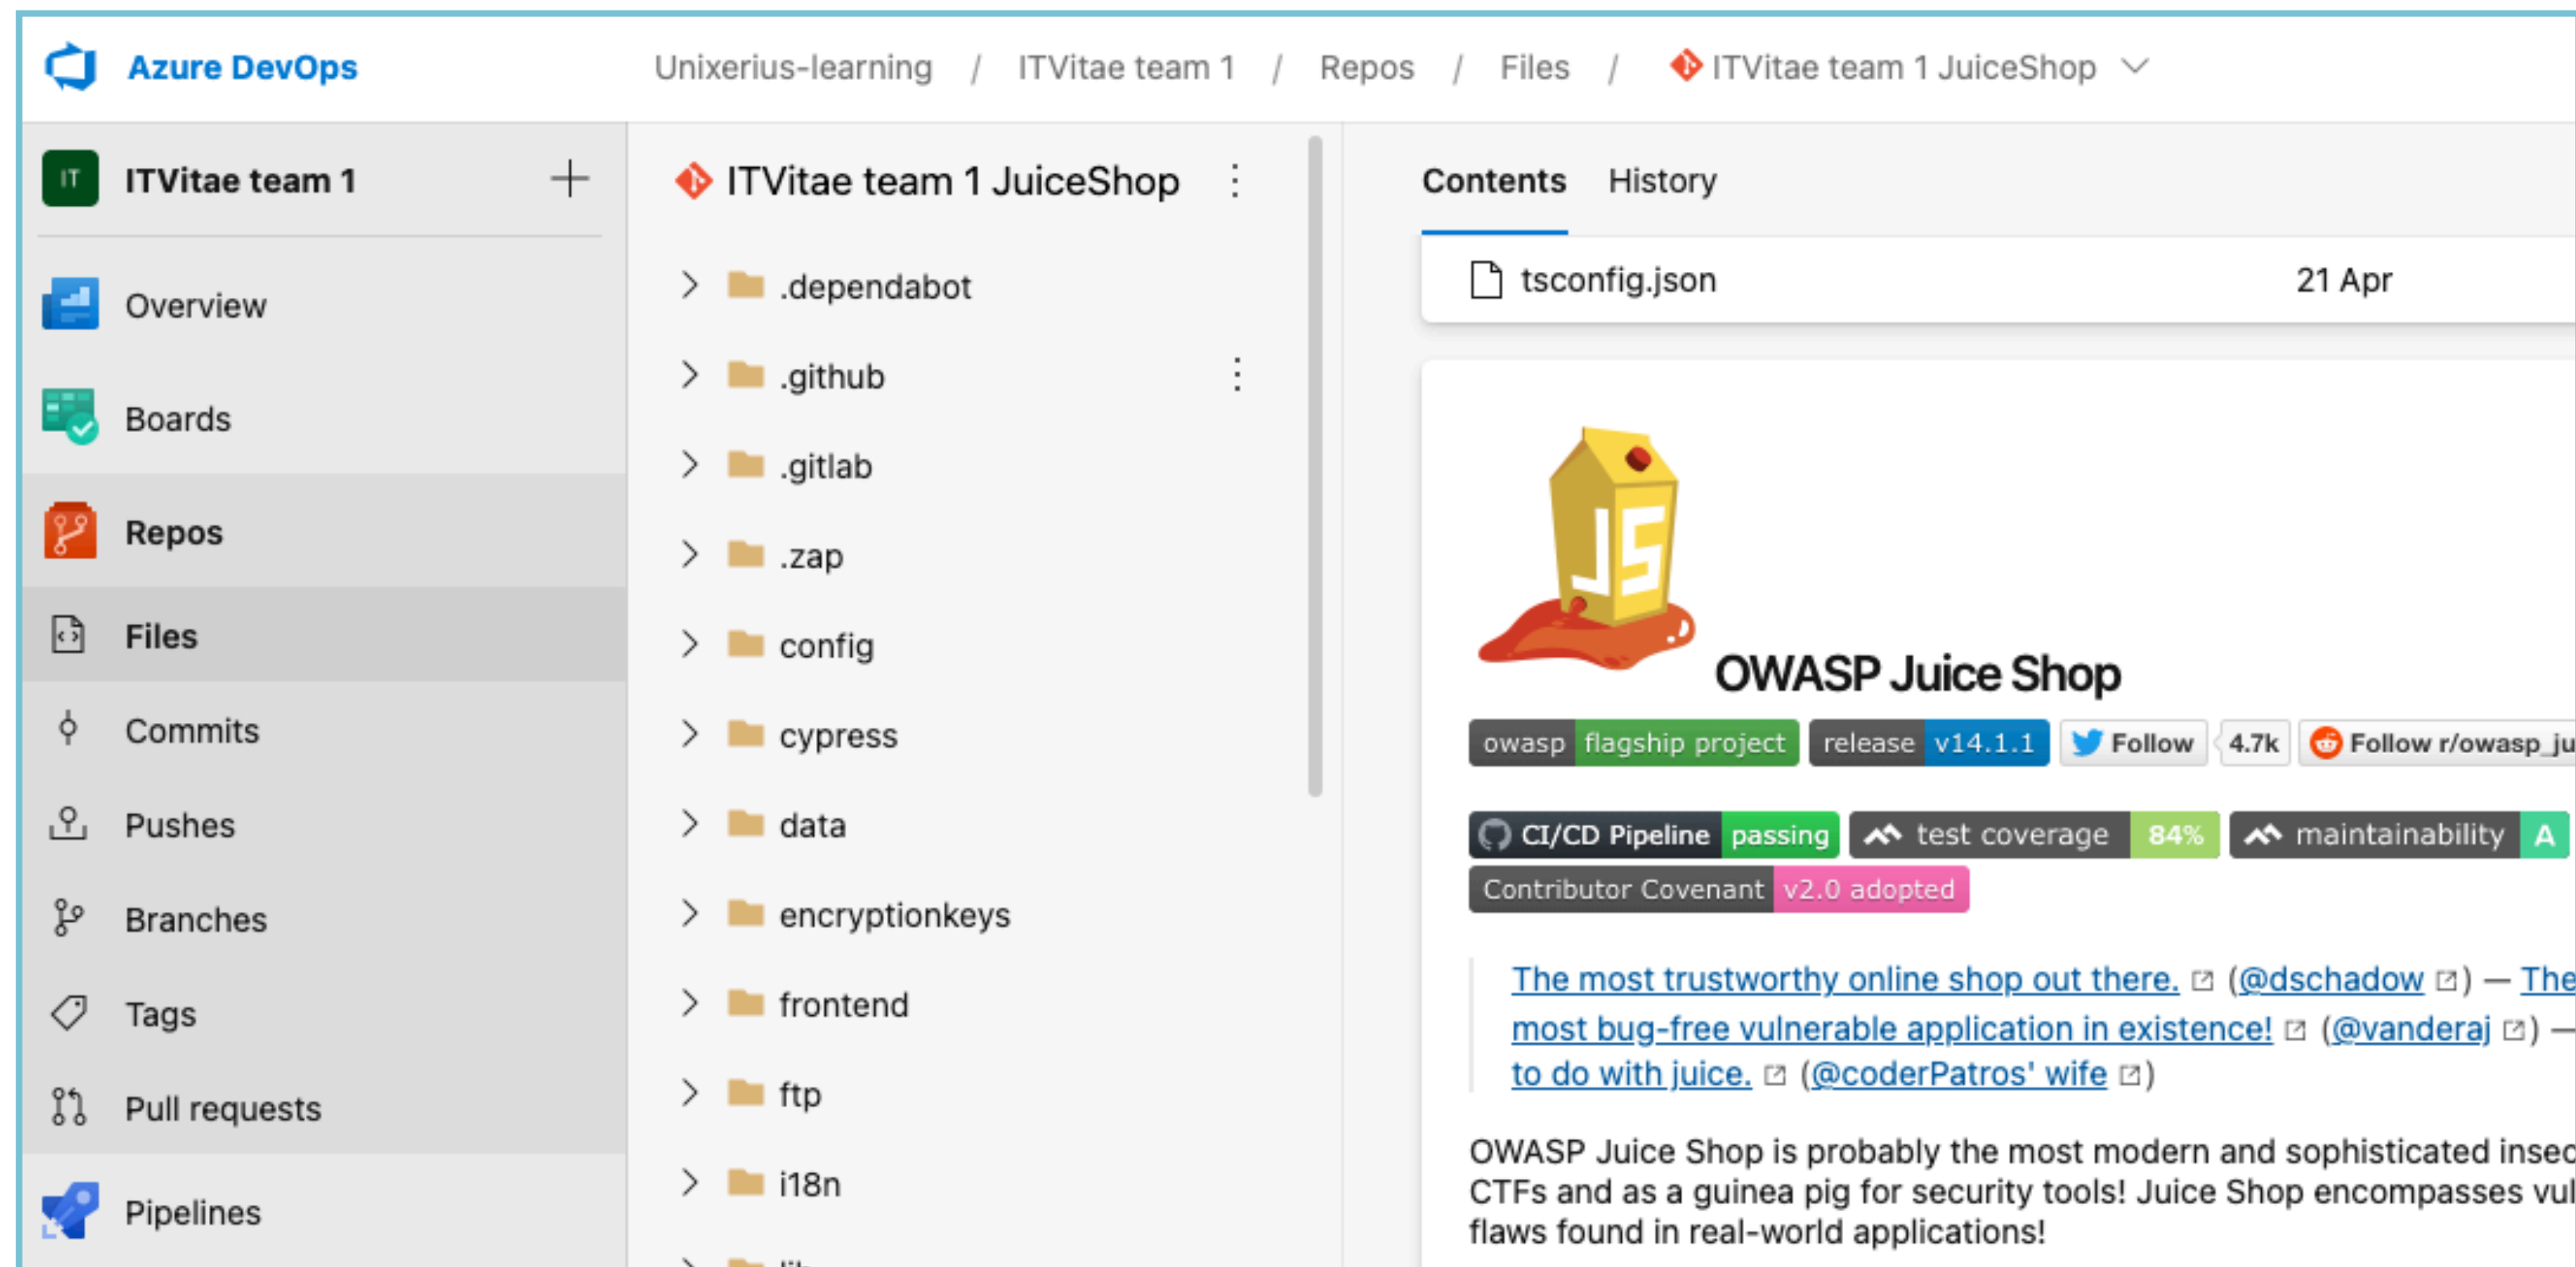 Azure DevOps
Unixerius-learning / ITVitae team 1 / Repos / Files / ITVitae team 1 JuiceShop
IT ITVitae team 1
Overview
Boards
Repos
Files
Commits
Pushes
Branches
Tags
Pull requests
Pipelines
ITVitae team 1 JuiceShop
.dependabot
.github
.gitlab
.zap
config
cypress
data
encryptionkeys
frontend
ftp
i18n
Contents History
tsconfig.json 21 Apr
JS
OWASP Juice Shop
owasp flagship project release v14.1.1 Follow 4.7k Follow r/owasp_ju
CI/CD Pipeline passing test coverage 84% maintainability A
Contributor Covenant v2.0 adopted
The most trustworthy online shop out there. (@dschadow) — The
most bug-free vulnerable application in existence! (@vanderaj) —
to do with juice. (@coderPatros' wife)
OWASP Juice Shop is probably the most modern and sophisticated insec
CTFs and as a guinea pig for security tools! Juice Shop encompasses vul
flaws found in real-world applications!